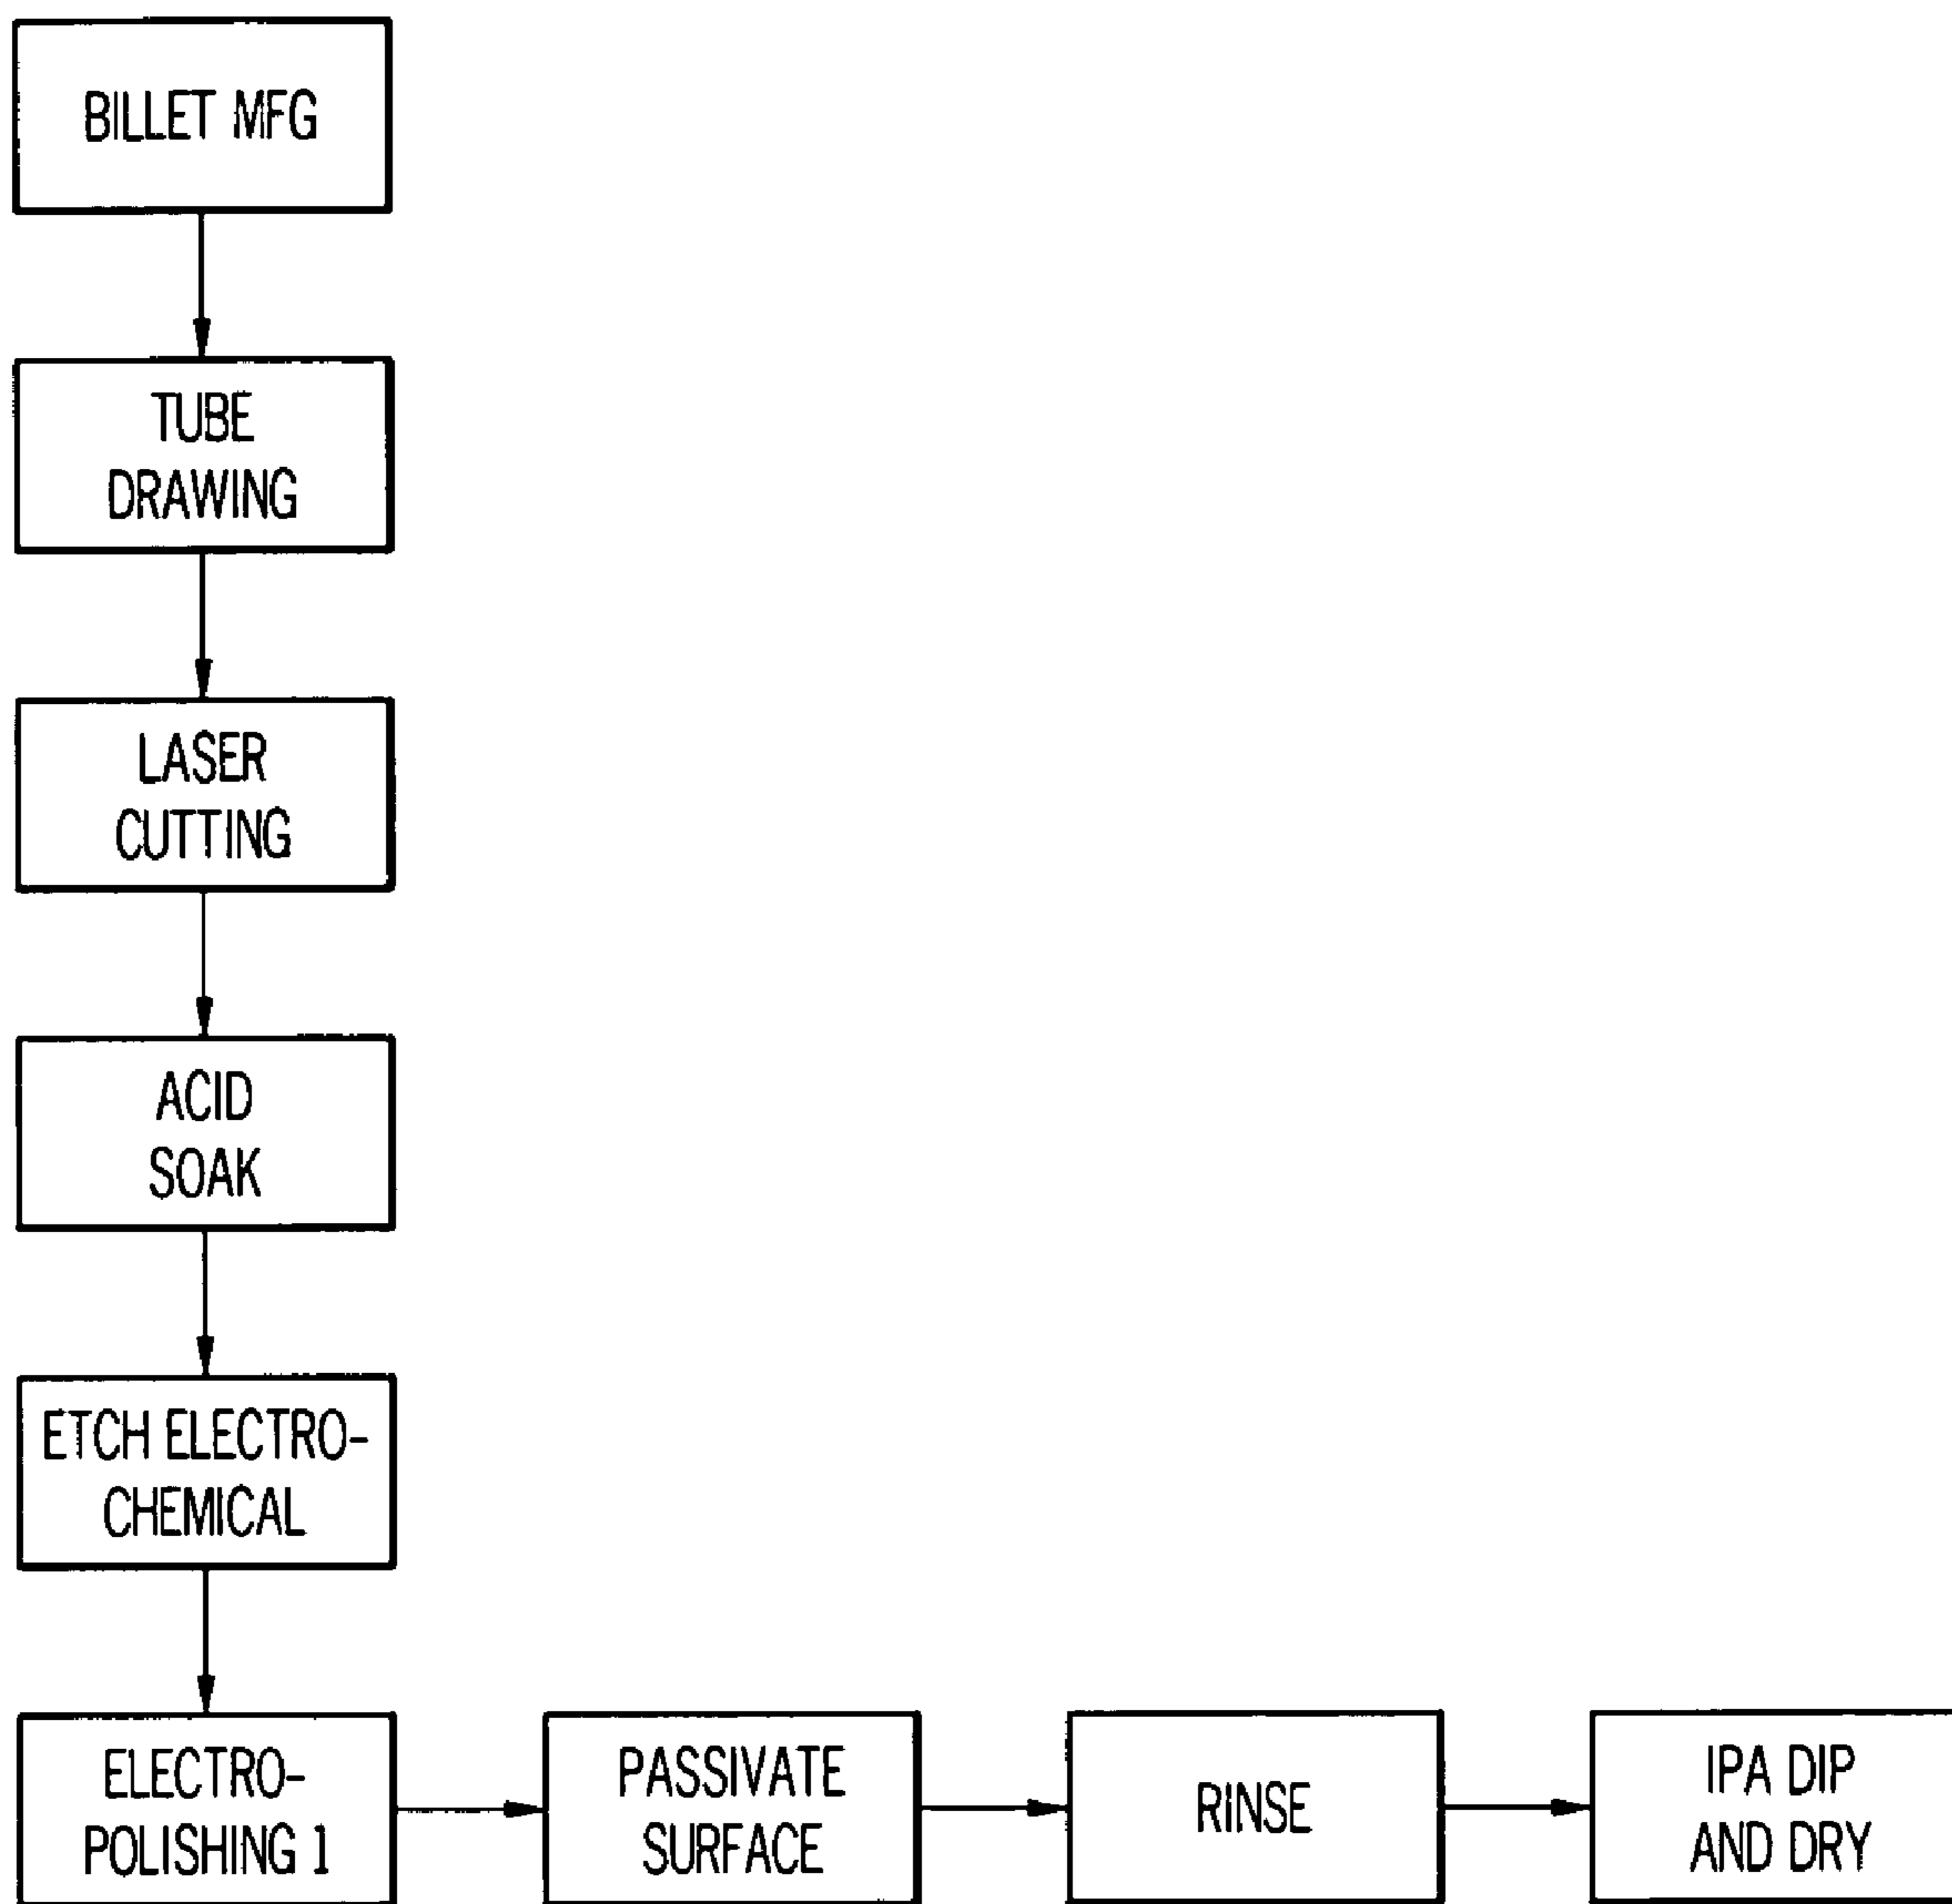 BILLET MFG
TUBE
DRAWING
LASER
CUTTING
ACID
SOAK
ETCH ELECTRO-
CHEMICAL
ELECTRO-
POLISHING 1
PASSIVATE
SURFACE
RINSE
IPA DIP
AND DRY